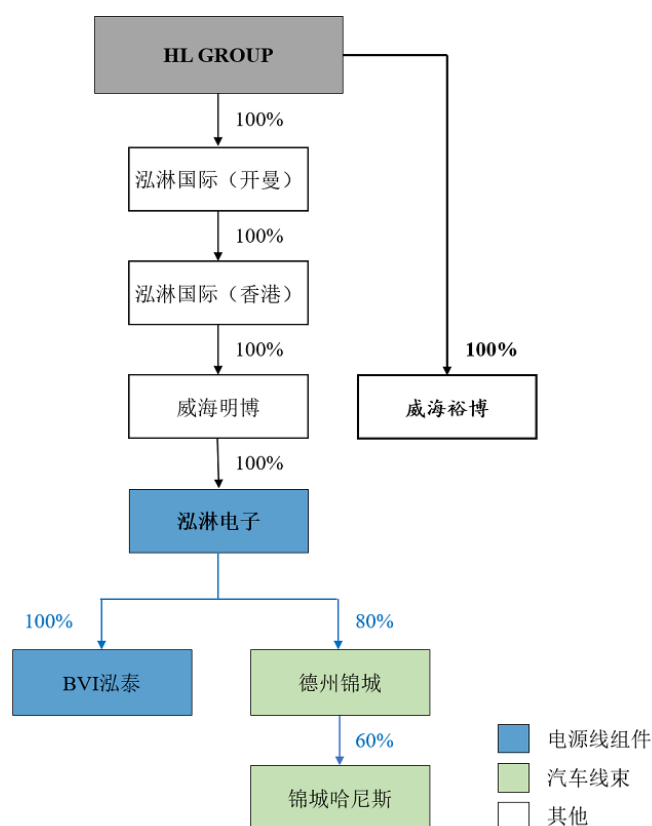 HL GROUP
100%
泓淋国际（开曼）
100%
泓淋国际（香港）
100%
100%
威海明博
威海裕博
100%
泓淋电子
100%
80%
BVI泓泰
德州锦城
60%
电源线组件
汽车线束
锦城哈尼斯
其他